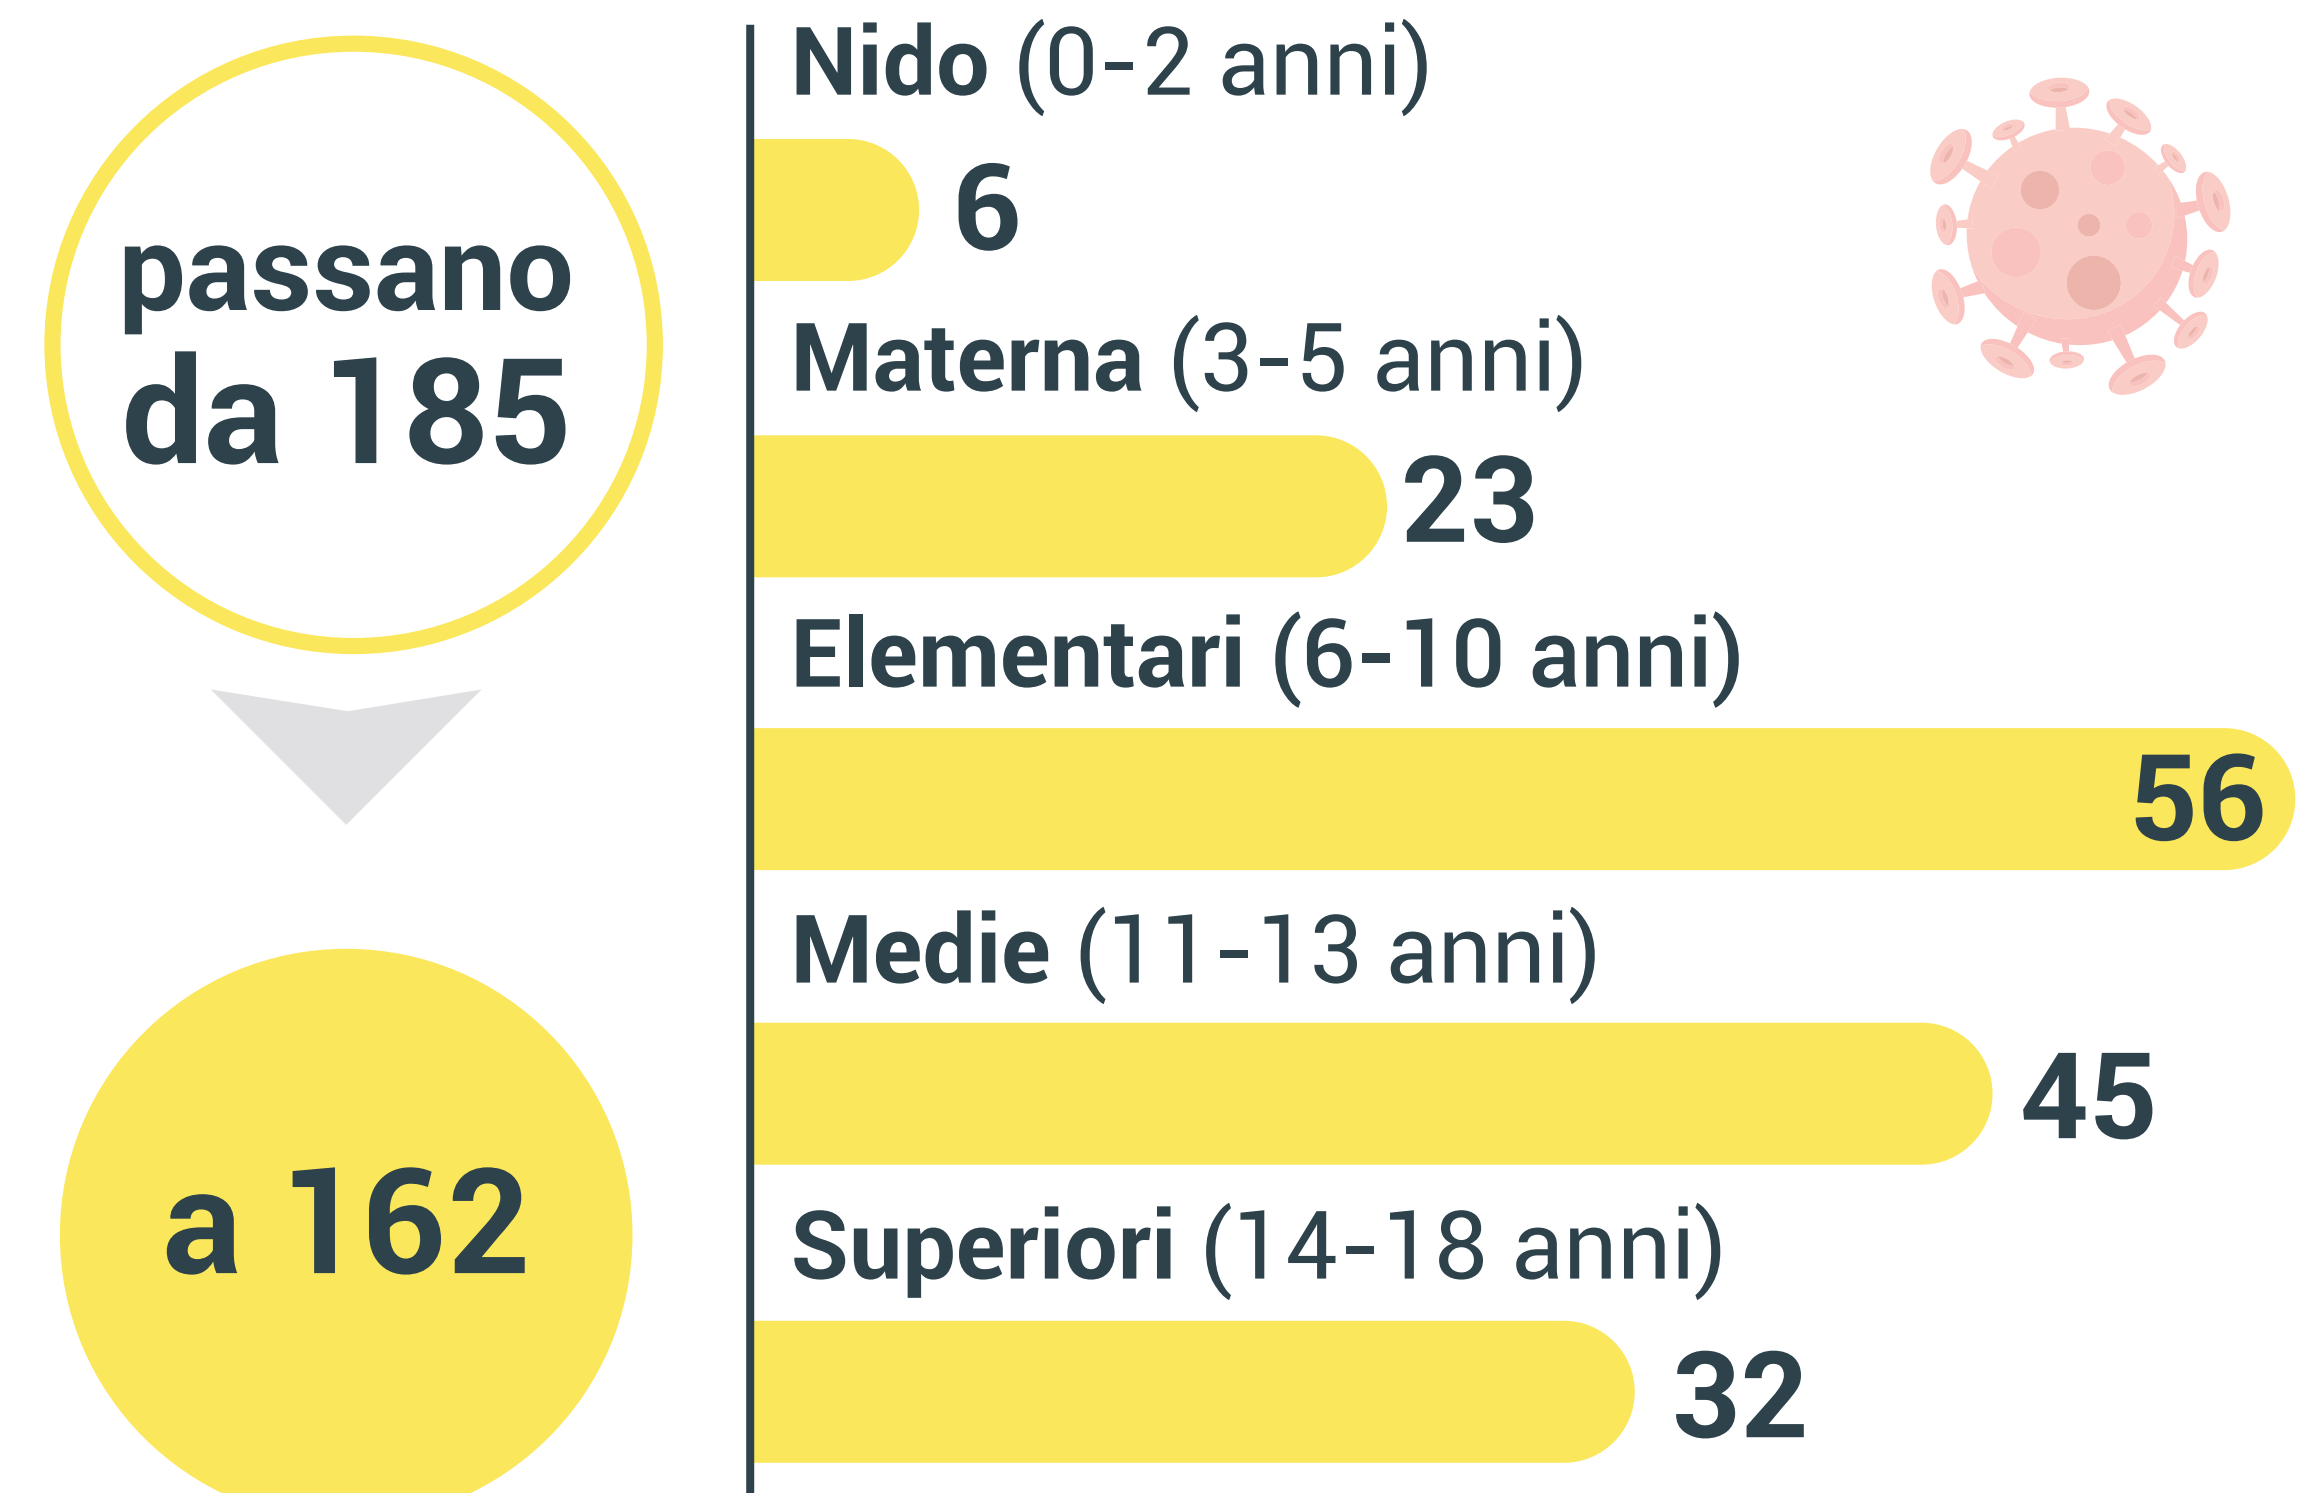 passano
da 185
a 162
Nido (0-2 anni)
6
Materna (3-5 anni)
23
Elementari (6-10 anni)
56
Medie (11-13 anni)
45
Superiori (14-18 anni)
32